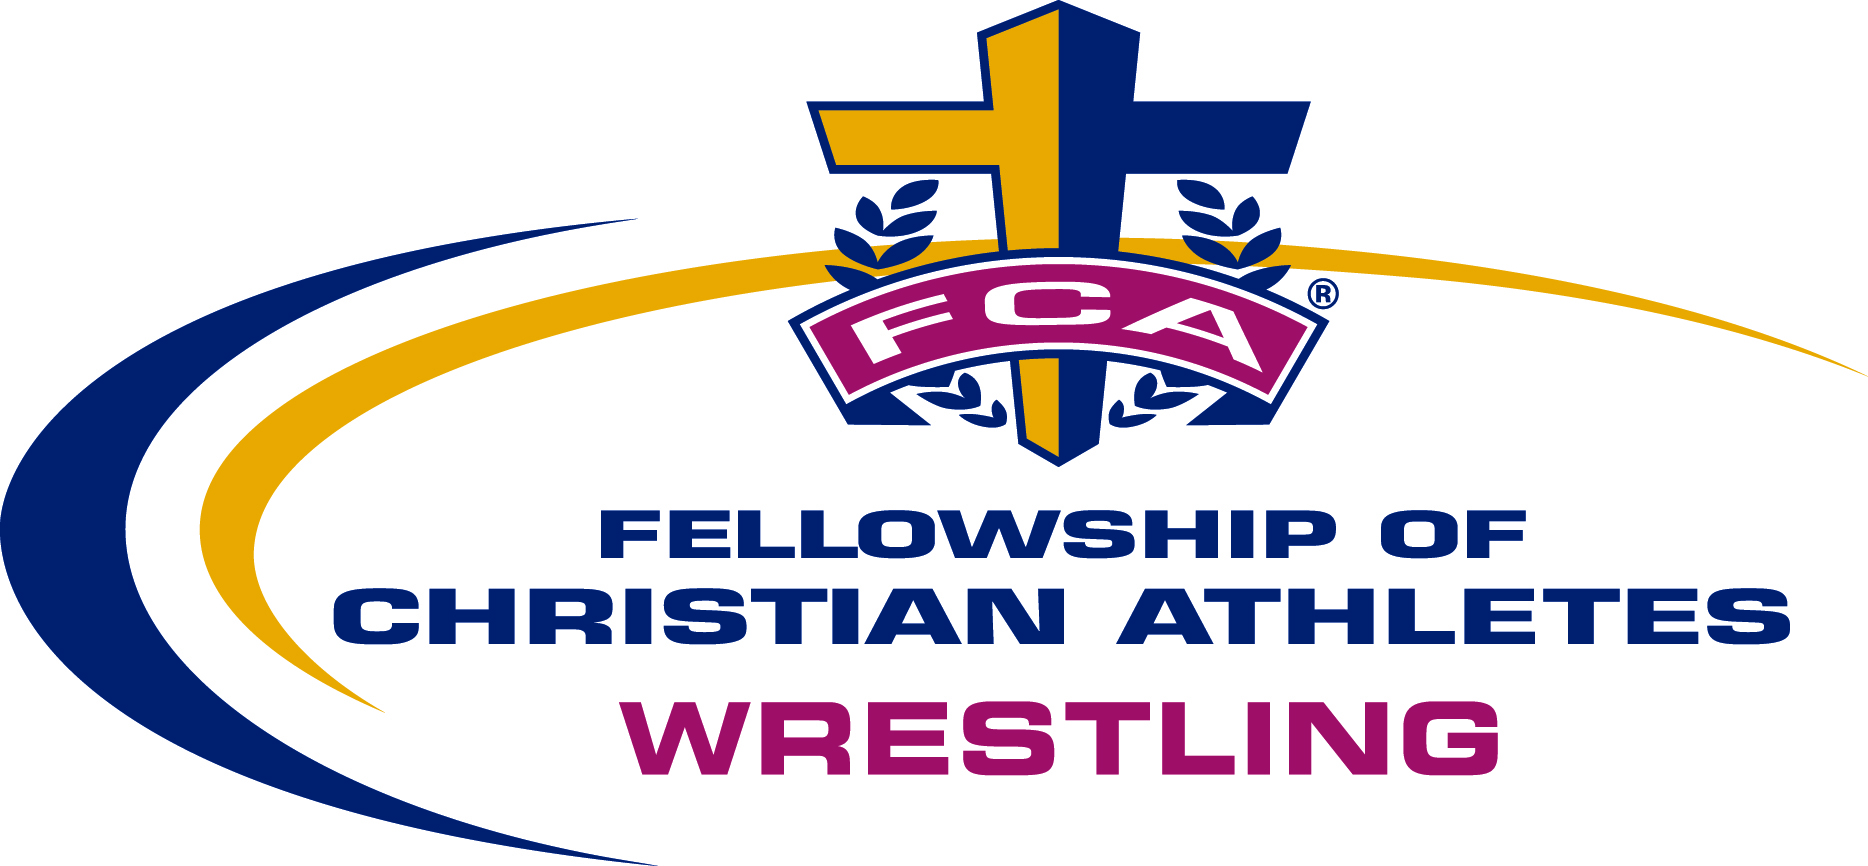 FCA®
FELLOWSHIP OF
CHRISTIAN ATHLETES
WRESTLING